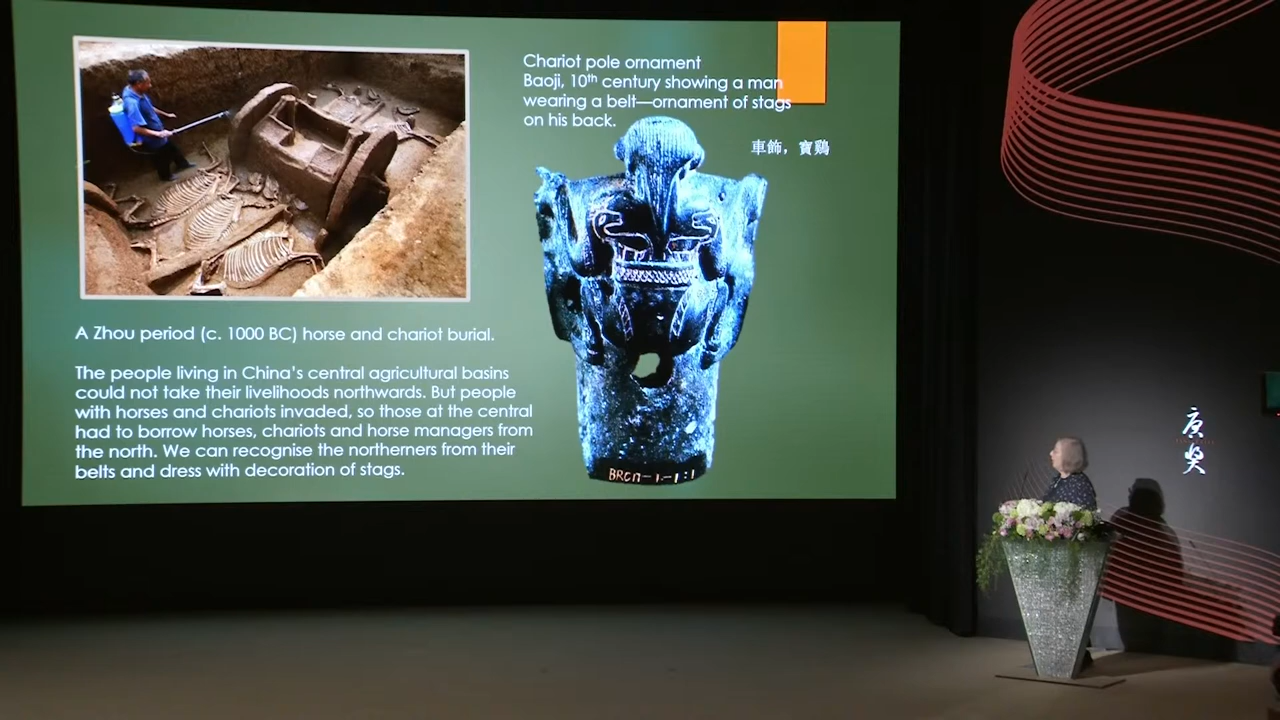 Chariot pole ornament
Baoji, 10th century showing a man
wearing a belt—ornament of stags
on his back.
車飾，寶鷄
A Zhou period (c. 1000 BC) horse and chariot burial.
The people living in China's central agricultural basins
could not take their livelihoods northwards. But people
with horses and chariots invaded, so those at the central
had to borrow horses, chariots and horse managers from
the north. We can recognise the northerners from their
belts and dress with decoration of stags.
唐獎